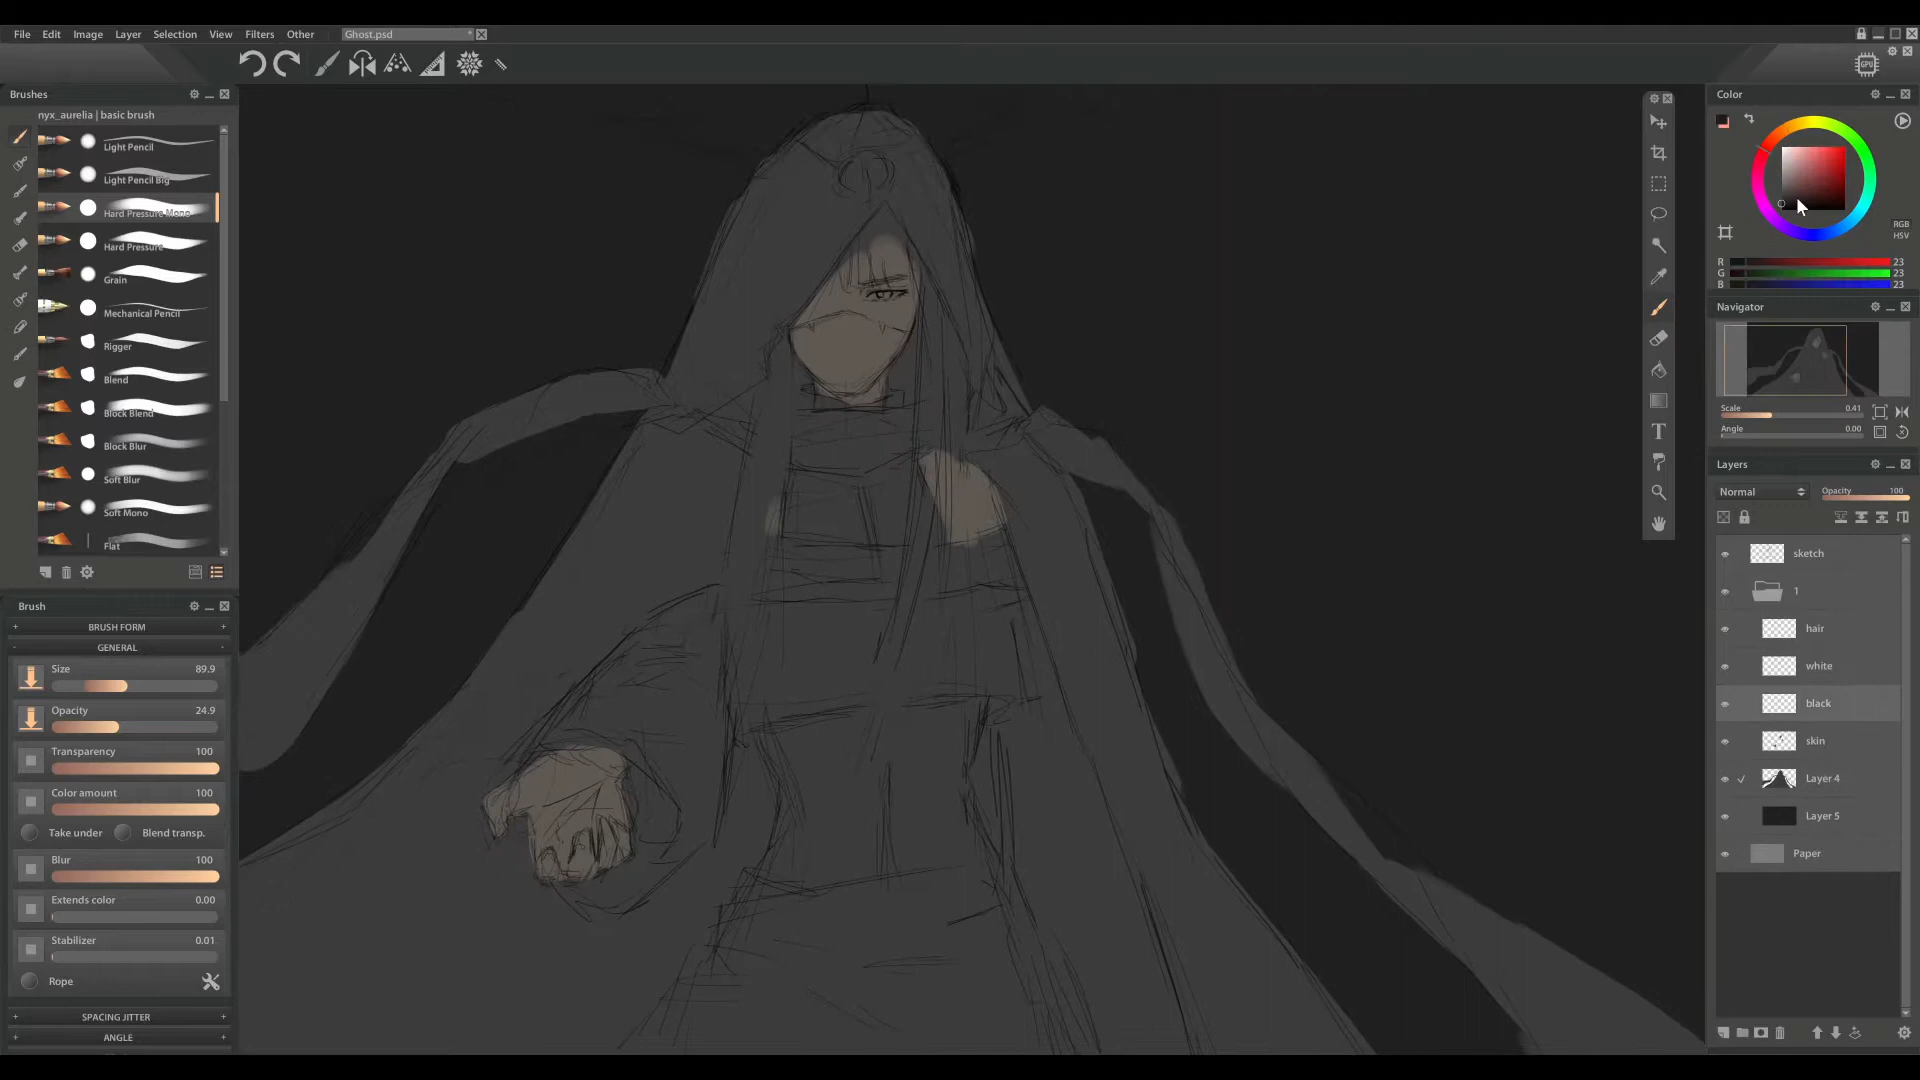 File Edit Image Layer Selection View Filters Other Ghost.psd *
GPU
Brushes
nyx_aurelia | basic brush
Light Pencil
Light Pencil Big
Hard Pressure Mono
Hard Pressure
Grain
Mechanical Pencil
Rigger
Blend
Block Blend
Block Blur
Soft Blur
Soft Mono
Flat
Brush
+ BRUSH FORM +
- GENERAL -
Size 89.9
Opacity 24.9
Transparency 100
Color amount 100
Take under Blend transp.
Blur 100
Extends color 0.00
Stabilizer 0.01
Rope
+ SPACING JITTER +
+ ANGLE +
T
Color
RGB
HSV
R 23
G 23
B 23
Navigator
Scale 0.41
Angle 0.00
Layers
Normal Opacity 100
sketch
1
hair
white
black
skin
Layer 4
Layer 5
Paper